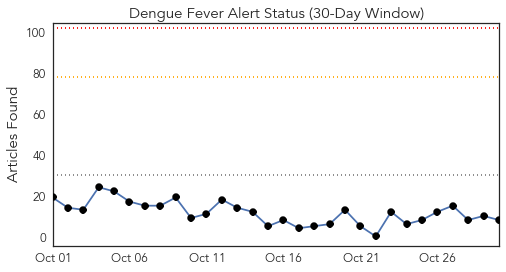 Dengue Fever Alert Status (30-Day Window)
Articles Found
100
80
60
40
20
0
Oct 01
Oct 06
Oct 11
Oct 16
Oct 21
Oct 26